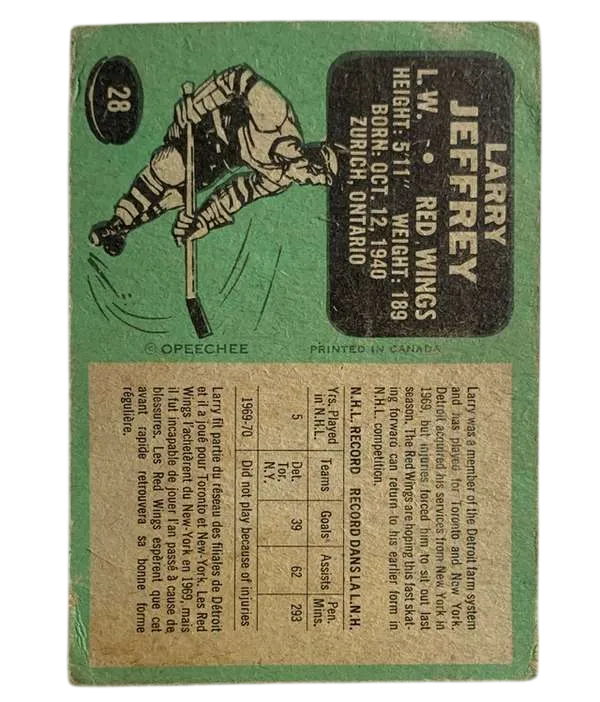 LARRY
JEFFREY
L. W. • RED WINGS
HEIGHT: 5'11" WEIGHT: 189
BORN: OCT. 12, 1940
ZURICH, ONTARIO
28
© OPEECHEE
PRINTED IN CANADA
Larry was a member of the Detroit farm system
and has played for Toronto and New York.
Detroit acquired his services from New York in
1969, but injuries forced him to sit out last
season. The Red Wings are hoping this fast skat-
ing forward can return to his earlier form in
N.H.L. competition.
N.H.L. RECORD RECORD DANS LA L.N.H.
Yrs. Played in N.H.L. Teams Goals Assists Pen. Mins.
5 Det. Tor. N.Y. 39 62 293
1969-70 Did not play because of injuries
Larry fit partie du réseau des filiales de Détroit
et il a joué pour Toronto et New-York. Les Red
Wings l'achetèrent du New-York en 1969, mais
il fut incapable de jouer l'an passé à cause de
blessures. Les Red Wings espèrent que cet
avant rapide retrouvera sa bonne forme
régulière.